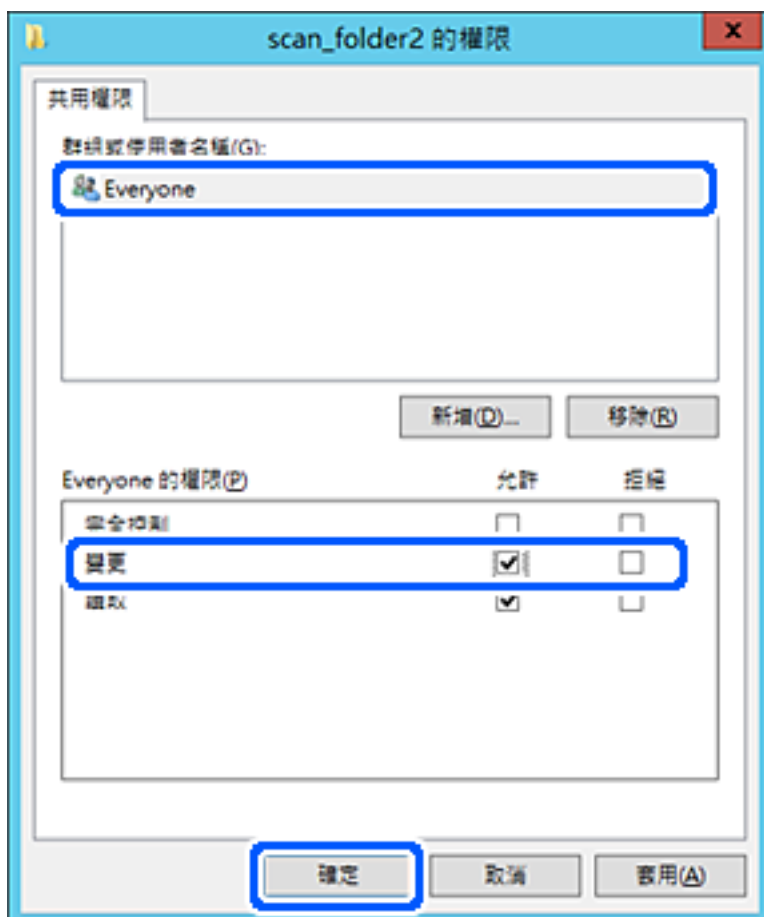 scan_folder2 的權限
共用權限
群組或使用者名稱(G):
Everyone
新增(D)... 移除(R)
Everyone 的權限(P) 允許 拒絕
完全控制
變更
讀取
確定 取消 套用(A)